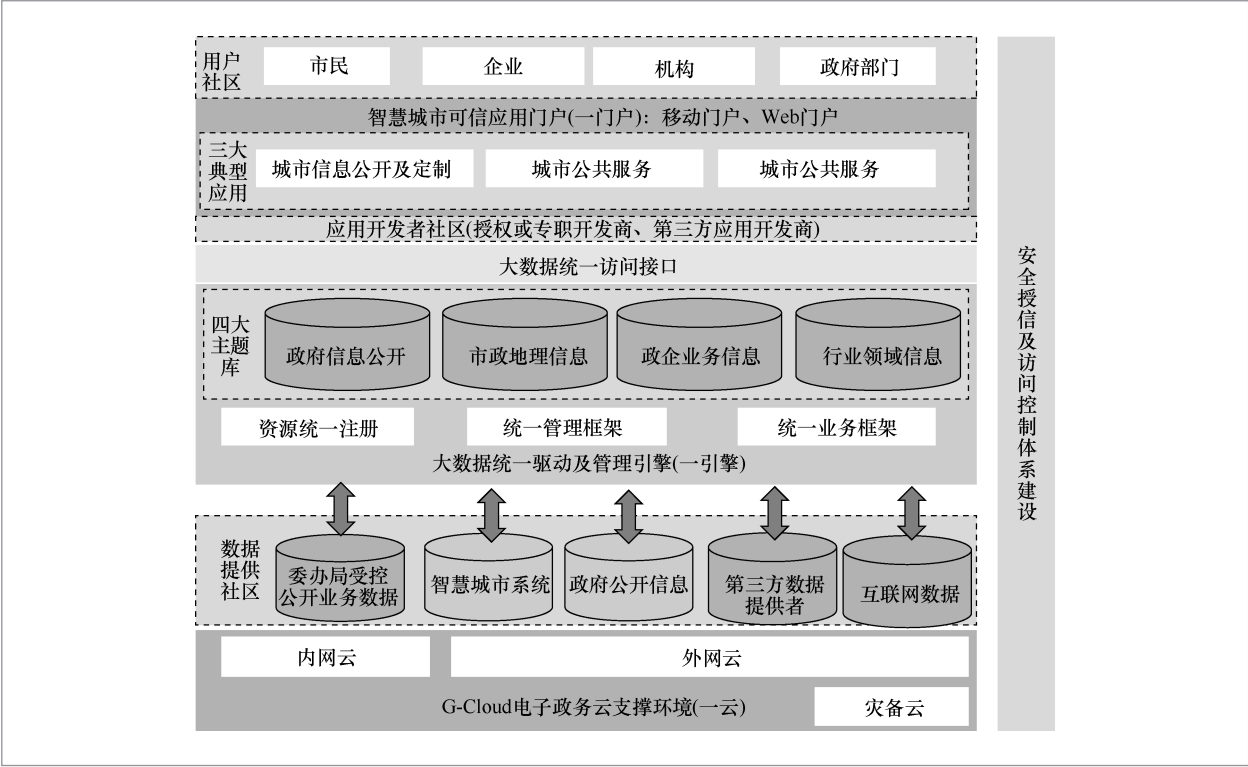 用户
社区
市民
企业
机构
政府部门
智慧城市可信应用门户(一门户)：移动门户、Web门户
三大
典型
应用
城市信息公开及定制
城市公共服务
城市公共服务
应用开发者社区(授权或专职开发商、第三方应用开发商)
大数据统一访问接口
四大
主题
库
政府信息公开
市政地理信息
政企业务信息
行业领域信息
资源统一注册
统一管理框架
统一业务框架
大数据统一驱动及管理引擎(一引擎)
数据
提供
社区
委办局受控
公开业务数据
智慧城市系统
政府公开信息
第三方数据
提供者
互联网数据
内网云
外网云
G-Cloud电子政务云支撑环境(一云)
灾备云
安全授信及访问控制体系建设